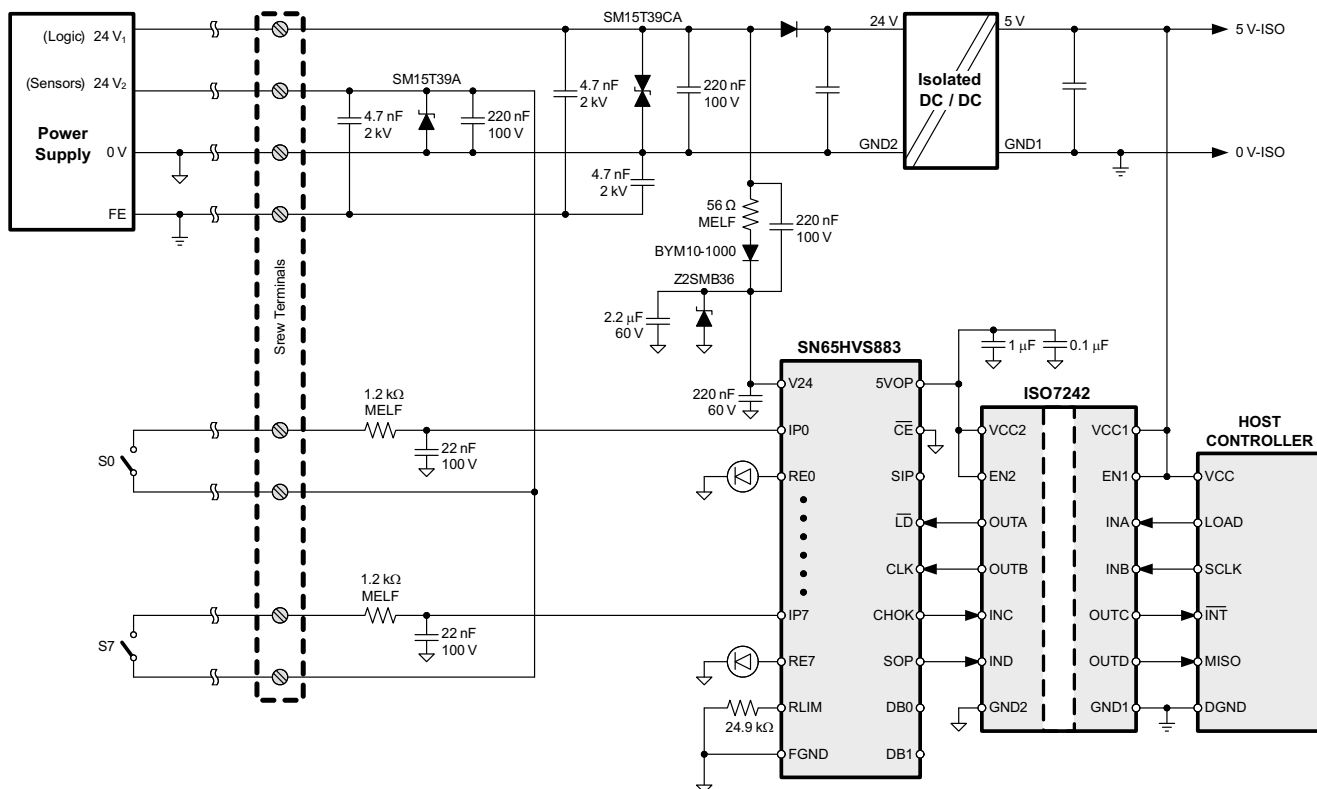 SM15T39CA
(Logic) 24 V1
24 V
5 V
5 V-ISO
(Sensors) 24 V2
SM15T39A
4.7 nF
2 kV
220 nF
100 V
4.7 nF
2 kV
220 nF
100 V
Isolated
DC / DC
Power
Supply
0 V
GND2
GND1
0 V-ISO
4.7 nF
2 kV
FE
56 Ω
MELF
220 nF
100 V
BYM10-1000
Z2SMB36
2.2 μF
60 V
Srew Terminals
SN65HVS883
1 μF
0.1 μF
V24
5VOP
220 nF
60 V
ISO7242
HOST
CONTROLLER
1.2 kΩ
MELF
IP0
CE
VCC2
VCC1
22 nF
100 V
S0
RE0
SIP
EN2
EN1
VCC
LD
OUTA
INA
LOAD
CLK
OUTB
INB
SCLK
1.2 kΩ
MELF
IP7
CHOK
INC
OUTC
INT
22 nF
100 V
S7
RE7
SOP
IND
OUTD
MISO
RLIM
DB0
GND2
GND1
DGND
24.9 kΩ
FGND
DB1